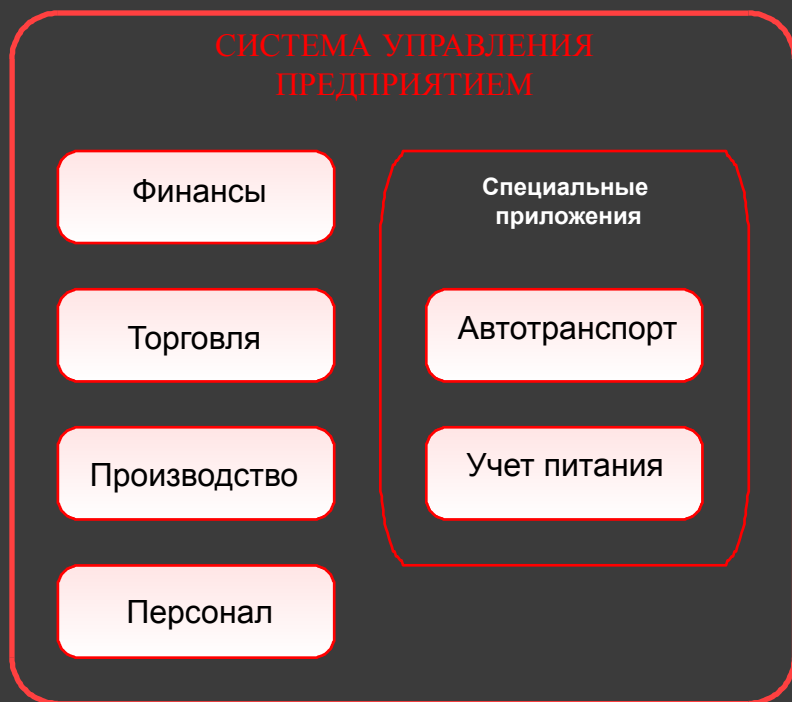 СИСТЕМА УПРАВЛЕНИЯ
ПРЕДПРИЯТИЕМ
Финансы
Торговля
Производство
Персонал
Специальные
приложения
Автотранспорт
Учет питания